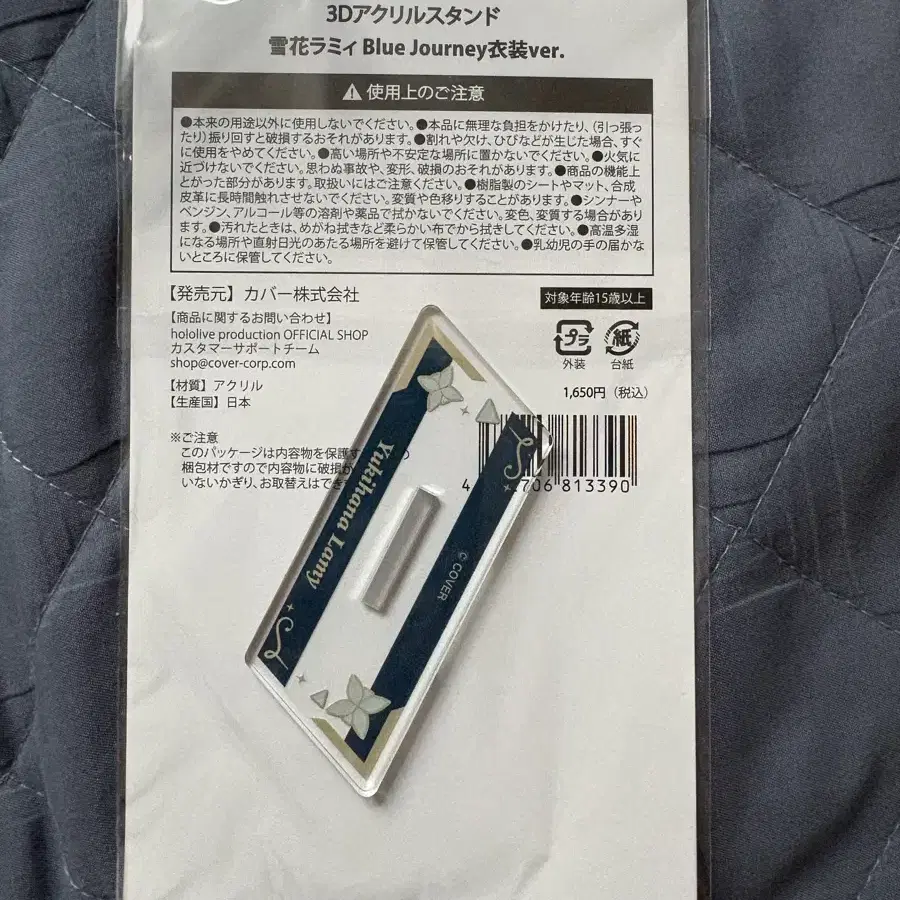 3Dアクリルスタンド
雪花ラミィ Blue Journey衣装ver.
⚠ 使用上のご注意
●本来の用途以外に使用しないでください。●本品に無理な負担をかけたり、(引っ張っ
たり)振り回すと破損するおそれがあります。●割れや欠け、ひびなどが生じた場合、すぐ
に使用をやめてください。●高い場所や不安定な場所に置かないでください。●火気に
近づけないでください。思わぬ事故や、変形、破損のおそれがあります。●商品の機能上
とがった部分があります。取扱いにはご注意ください。●樹脂製のシートやマット、合成
皮革に長時間触れさせないでください。変質や色移りすることがあります。●シンナーや
ベンジン、アルコール等の溶剤や薬品で拭かないでください。変色、変質する場合があり
ます。●汚れたときは、めがね拭きなど柔らかい布でから拭きしてください。●高温多湿
になる場所や直射日光のあたる場所を避けて保管してください。●乳幼児の手の届かな
いところに保管してください。
【発売元】カバー株式会社
対象年齢15歳以上
【商品に関するお問い合わせ】
hololive production OFFICIAL SHOP
カスタマーサポートチーム
shop@cover-corp.com
プラ
外装
紙
台紙
【材質】アクリル
【生産国】日本
1,650円(税込)
※ご注意
このパッケージは内容物を保護す
の
梱包材ですので内容物に破損が
いないかぎり、お取替えはでき
4
706 813390
Yukihana Lamy
© COVER